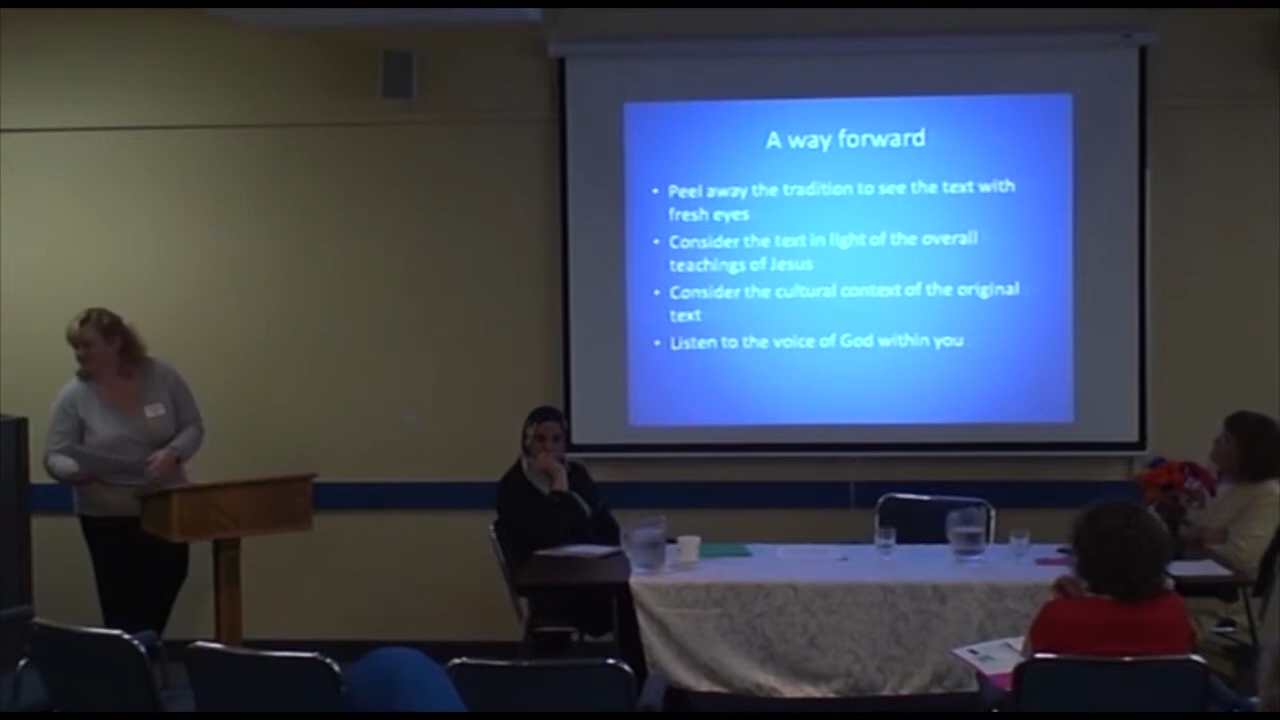 A way forward
• Peel away the tradition to see the text with
fresh eyes
• Consider the text in light of the overall
teachings of Jesus
• Consider the cultural context of the original
text
• Listen to the voice of God within you